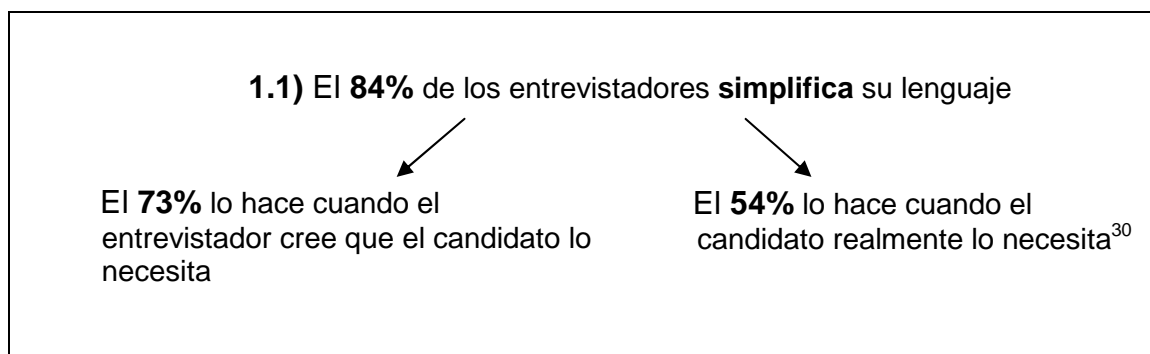 1.1) El 84% de los entrevistadores simplifica su lenguaje
El 73% lo hace cuando el
entrevistador cree que el candidato lo
necesita
El 54% lo hace cuando el
candidato realmente lo necesita30